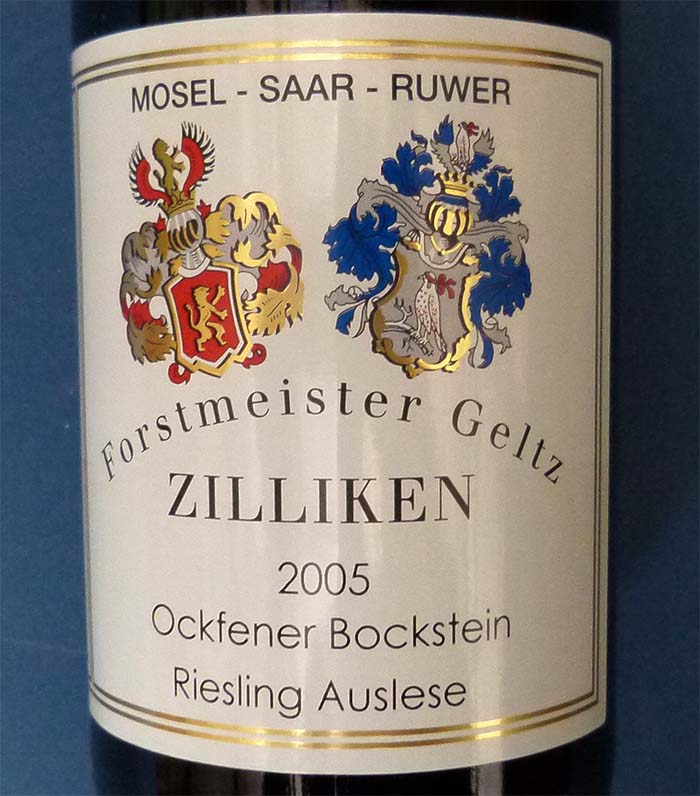 MOSEL - SAAR - RUWER
Forstmeister Geltz
ZILLIKEN
2005
Ockfener Bockstein
Riesling Auslese